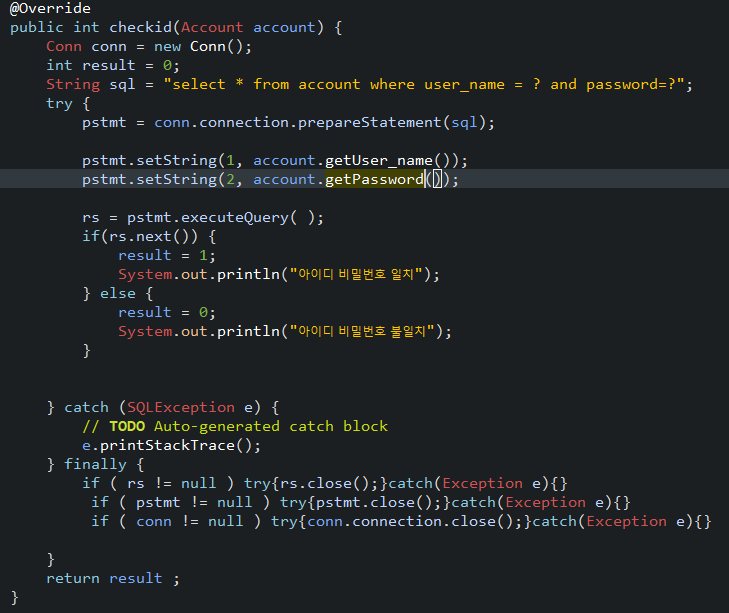 @Override
public int checkid(Account account) {
    Conn conn = new Conn();
    int result = 0;
    String sql = "select * from account where user_name = ? and password=?";
    try {
        pstmt = conn.connection.prepareStatement(sql);
        pstmt.setString(1, account.getUser_name());
        pstmt.setString(2, account.getPassword());
        rs = pstmt.executeQuery( );
        if(rs.next()) {
            result = 1;
            System.out.println("아이디 비밀번호 일치");
        } else {
            result = 0;
            System.out.println("아이디 비밀번호 불일치");
        }
    } catch (SQLException e) {
        // TODO Auto-generated catch block
        e.printStackTrace();
    } finally {
        if ( rs != null ) try{rs.close();}catch(Exception e){}
         if ( pstmt != null ) try{pstmt.close();}catch(Exception e){}
         if ( conn != null ) try{conn.connection.close();}catch(Exception e){}
    }
    return result ;
}